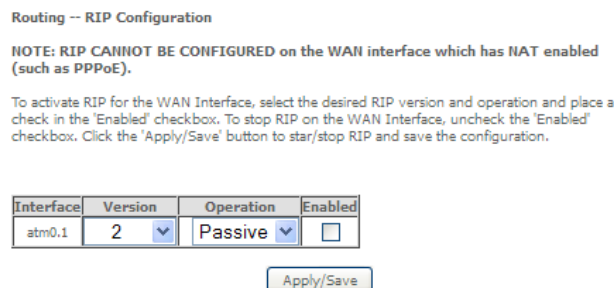 Routing -- RIP Configuration
NOTE: RIP CANNOT BE CONFIGURED on the WAN interface which has NAT enabled
(such as PPPoE).
To activate RIP for the WAN Interface, select the desired RIP version and operation and place a
check in the 'Enabled' checkbox. To stop RIP on the WAN Interface, uncheck the 'Enabled'
checkbox. Click the 'Apply/Save' button to star/stop RIP and save the configuration.
Interface Version Operation Enabled
atm0.1 2 Passive
Apply/Save